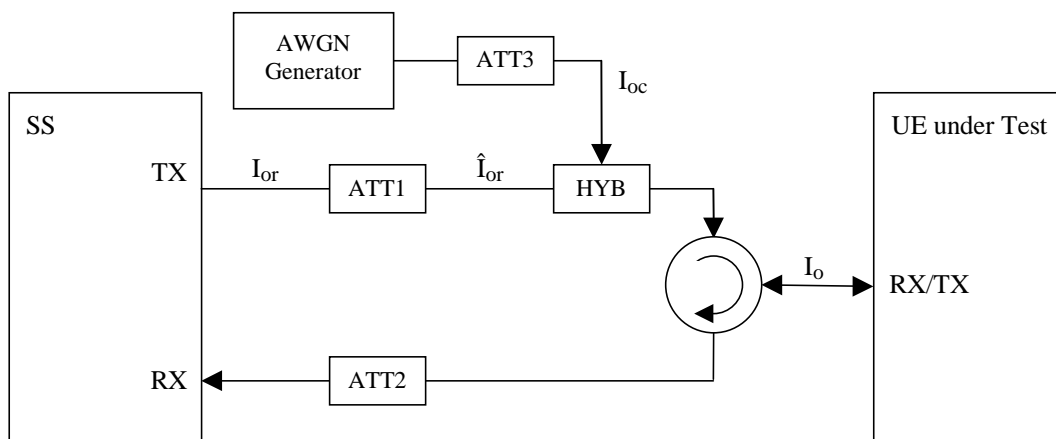 AWGN
Generator
ATT3
I_oc
SS
UE under Test
TX
I_or
ATT1
Î_or
HYB
I_o
RX/TX
RX
ATT2